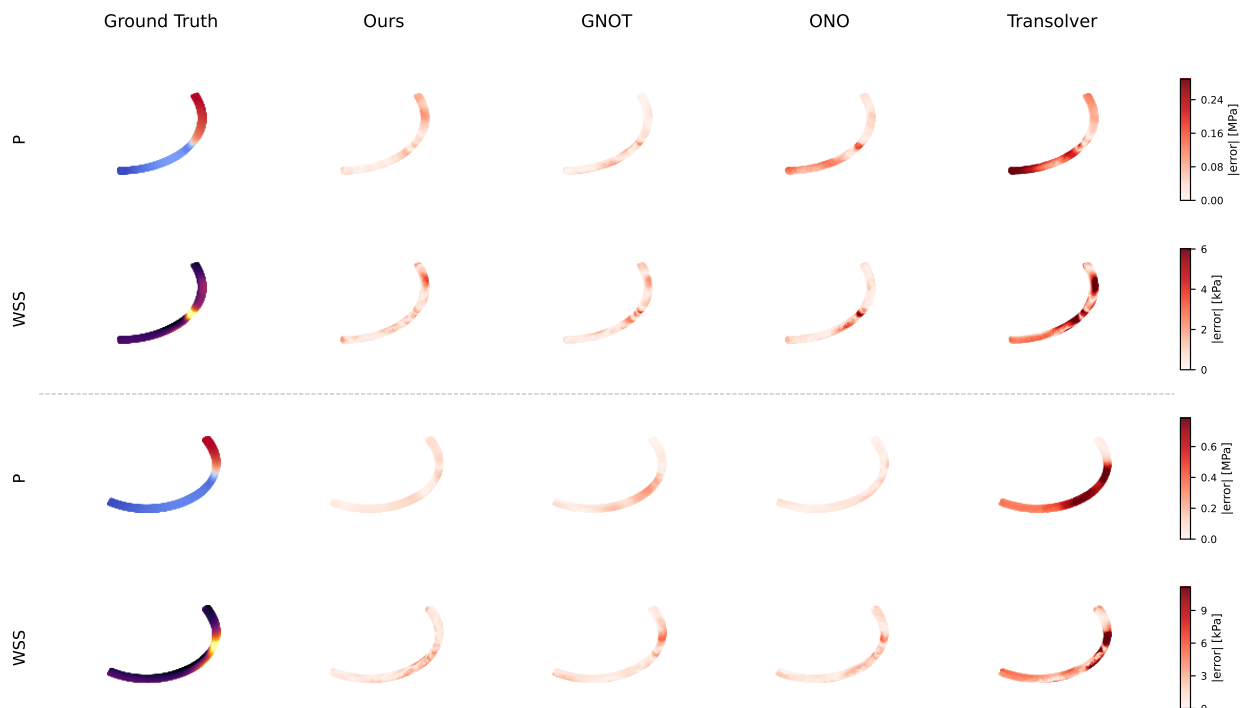 Ground Truth Ours GNOT ONO Transolver
P
0.24
0.16
0.08
0.00
|error| [MPa]
WSS
6
4
2
0
|error| [kPa]
P
0.6
0.4
0.2
0.0
|error| [MPa]
WSS
9
6
3
0
|error| [kPa]